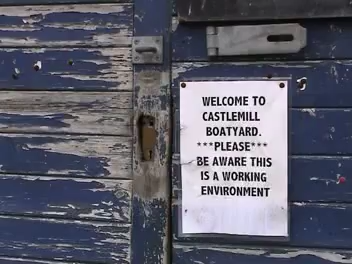 WELCOME TO
CASTLEMILL
BOATYARD.
***PLEASE***
BE AWARE THIS
IS A WORKING
ENVIRONMENT